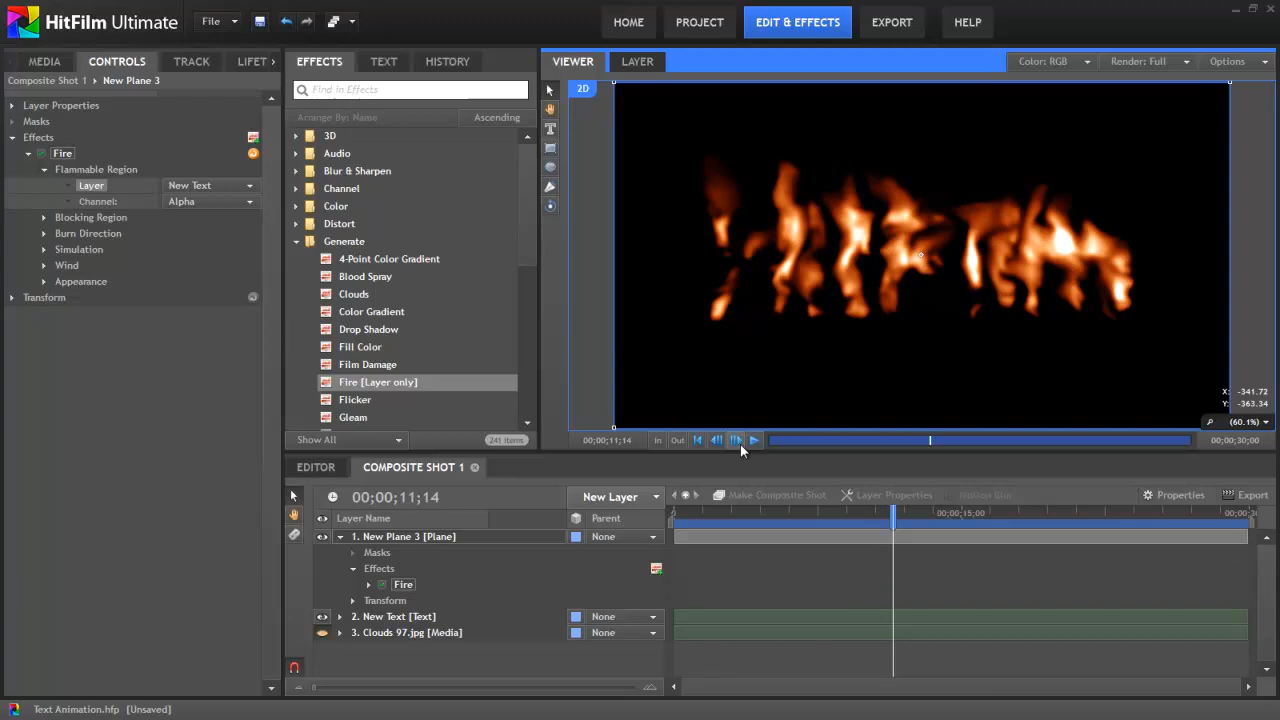 HitFilm Ultimate
File
HOME
PROJECT
EDIT & EFFECTS
EXPORT
HELP
MEDIA
CONTROLS
TRACK
LIFET
EFFECTS
TEXT
HISTORY
VIEWER
LAYER
Color: RGB
Render: Full
Options
Composite Shot 1
New Plane 3
Layer Properties
Masks
Effects
Fire
Flammable Region
Layer
New Text
Channel:
Alpha
Blocking Region
Burn Direction
Simulation
Wind
Appearance
Transform
Find in Effects
Arrange By: Name
Ascending
3D
Audio
Blur & Sharpen
Channel
Color
Distort
Generate
4-Point Color Gradient
Blood Spray
Clouds
Color Gradient
Drop Shadow
Fill Color
Film Damage
Fire [Layer only]
Flicker
Gleam
Show All
241 items
2D
X: -341.72
Y: -363.34
(60.1%)
00;00;11;14
In
Out
00;00;30;00
EDITOR
COMPOSITE SHOT 1
00;00;11;14
New Layer
Make Composite Shot
Layer Properties
Motion Blur
Properties
Export
Layer Name
Parent
00;00;15;00
1. New Plane 3 [Plane]
None
Masks
Effects
Fire
Transform
2. New Text [Text]
None
3. Clouds 97.jpg [Media]
None
Text Animation.hfp
[Unsaved]